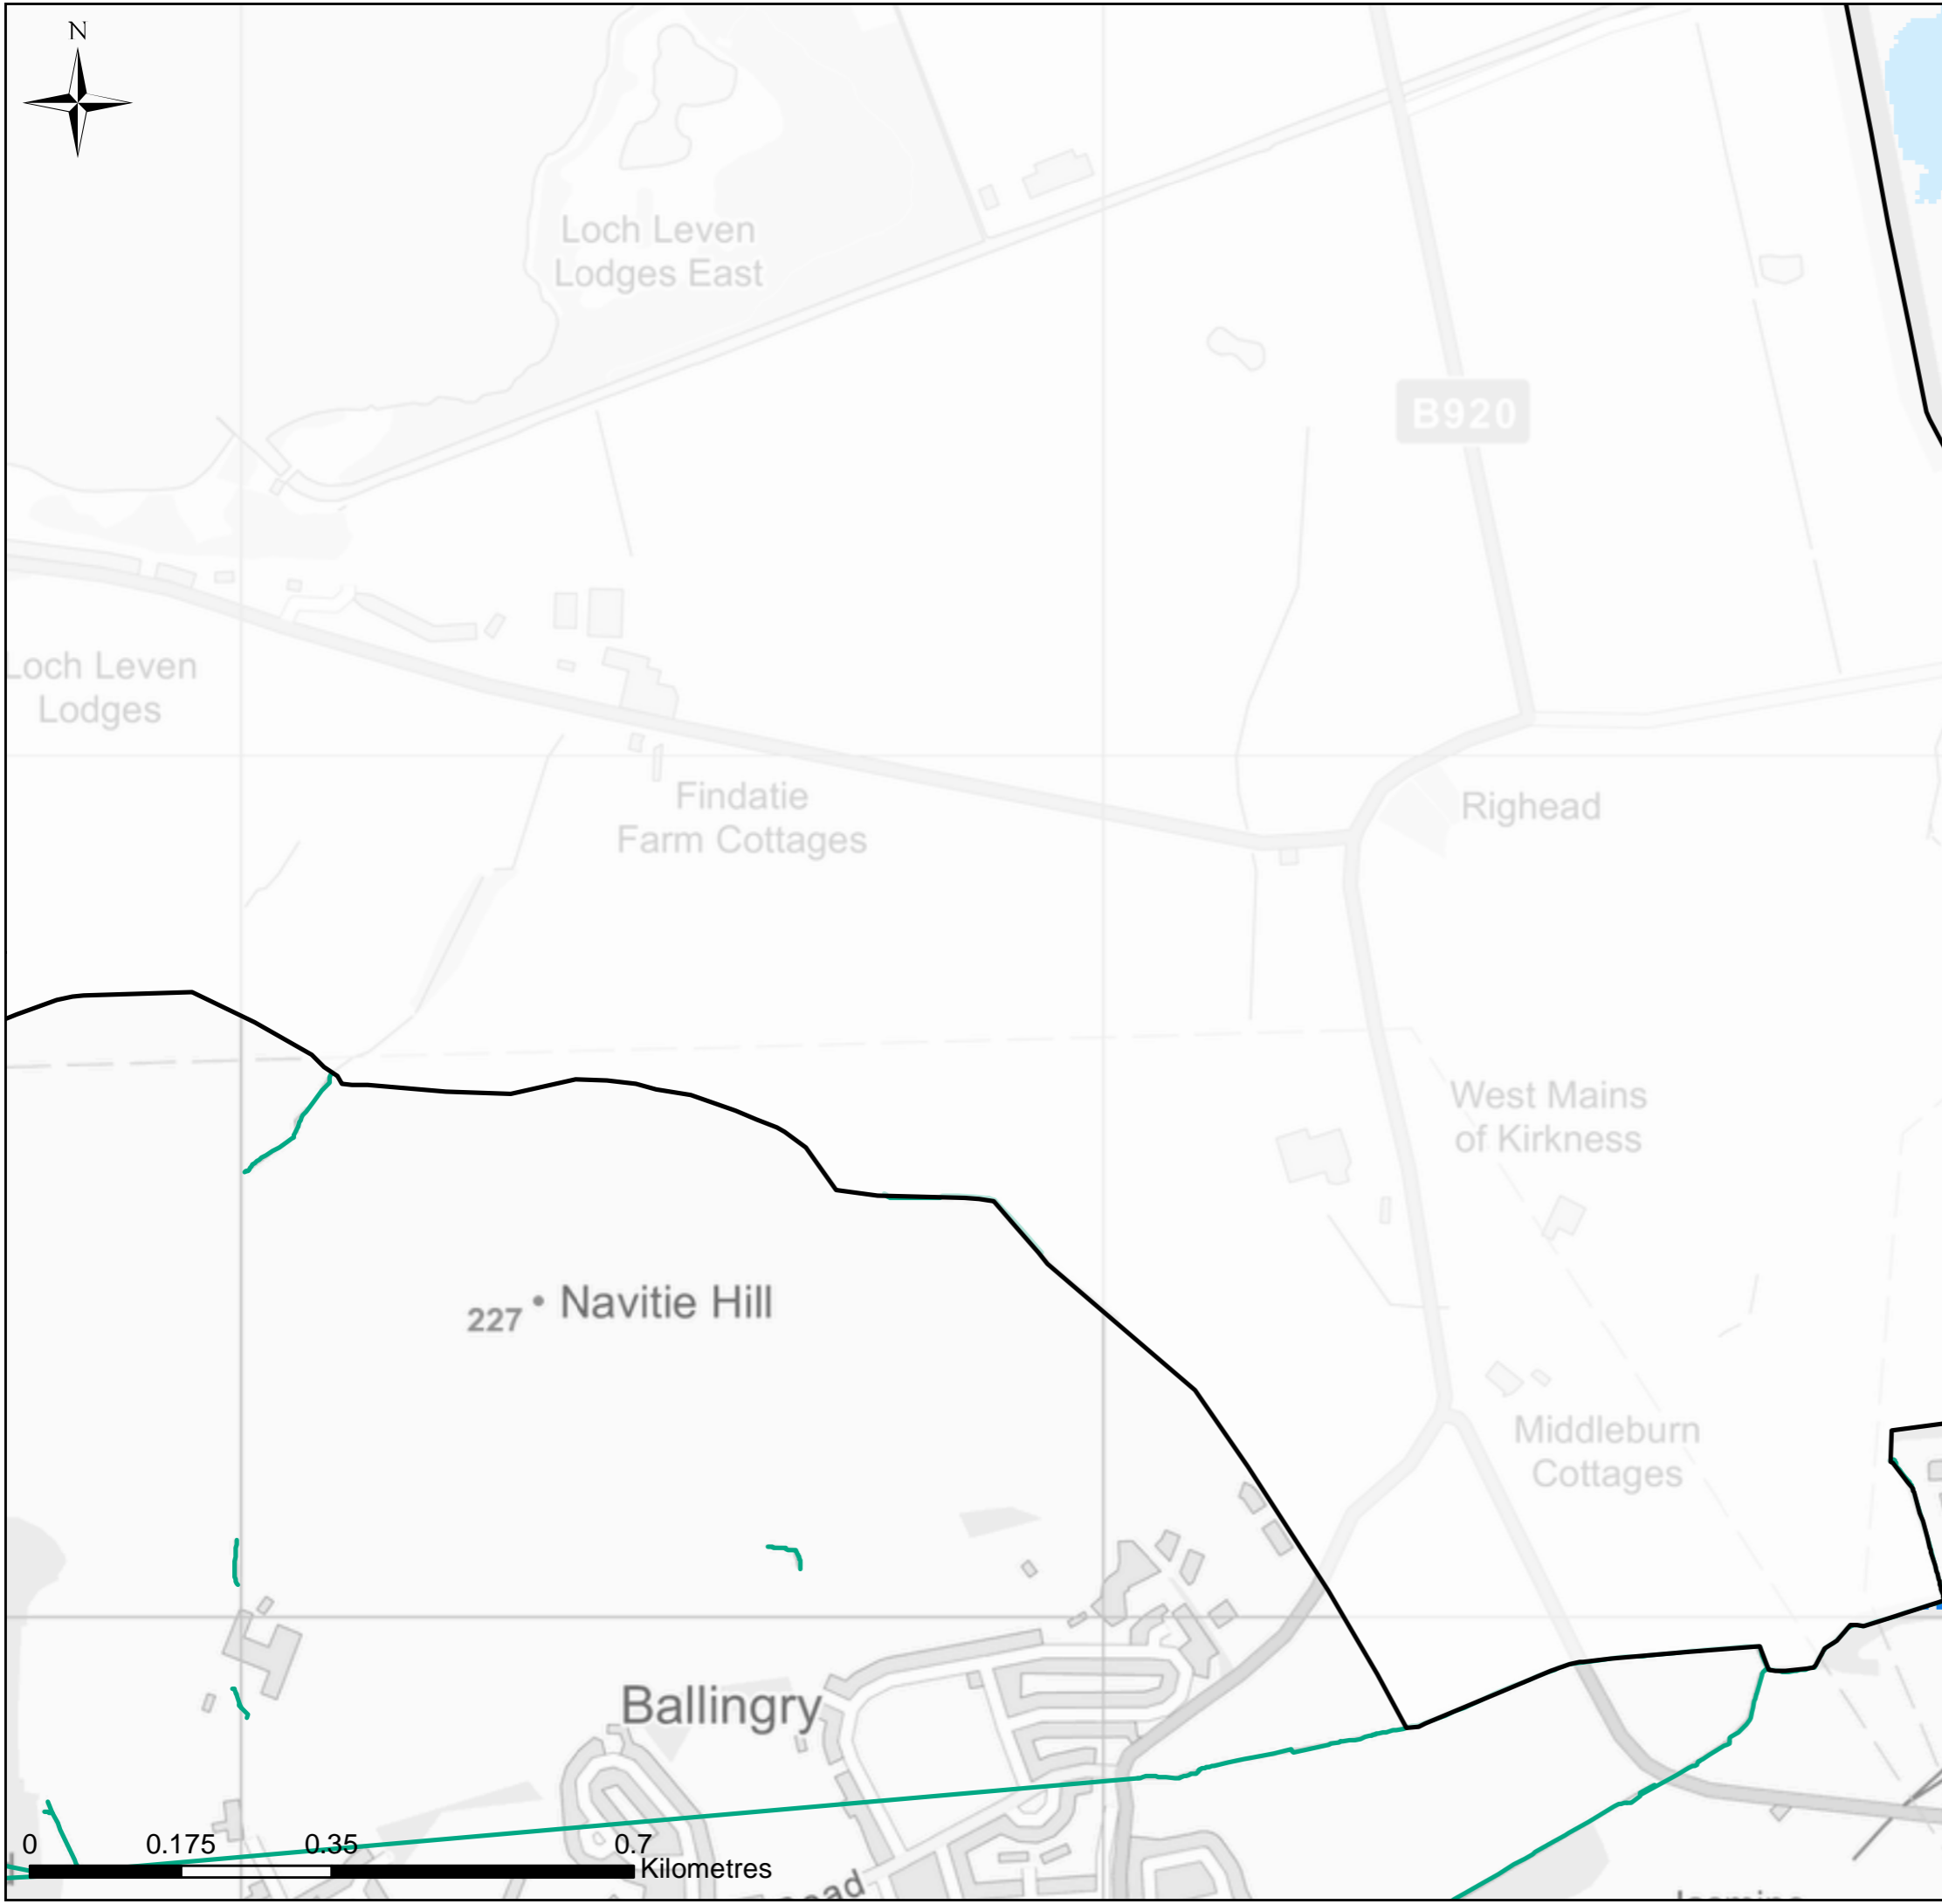 N
Loch Leven
Lodges East
B920
Loch Leven
Lodges
Findatie
Farm Cottages
Righead
West Mains
of Kirkness
227 Navitie Hill
Middleburn
Cottages
Ballingry
0 0.175 0.35 0.7
Kilometres